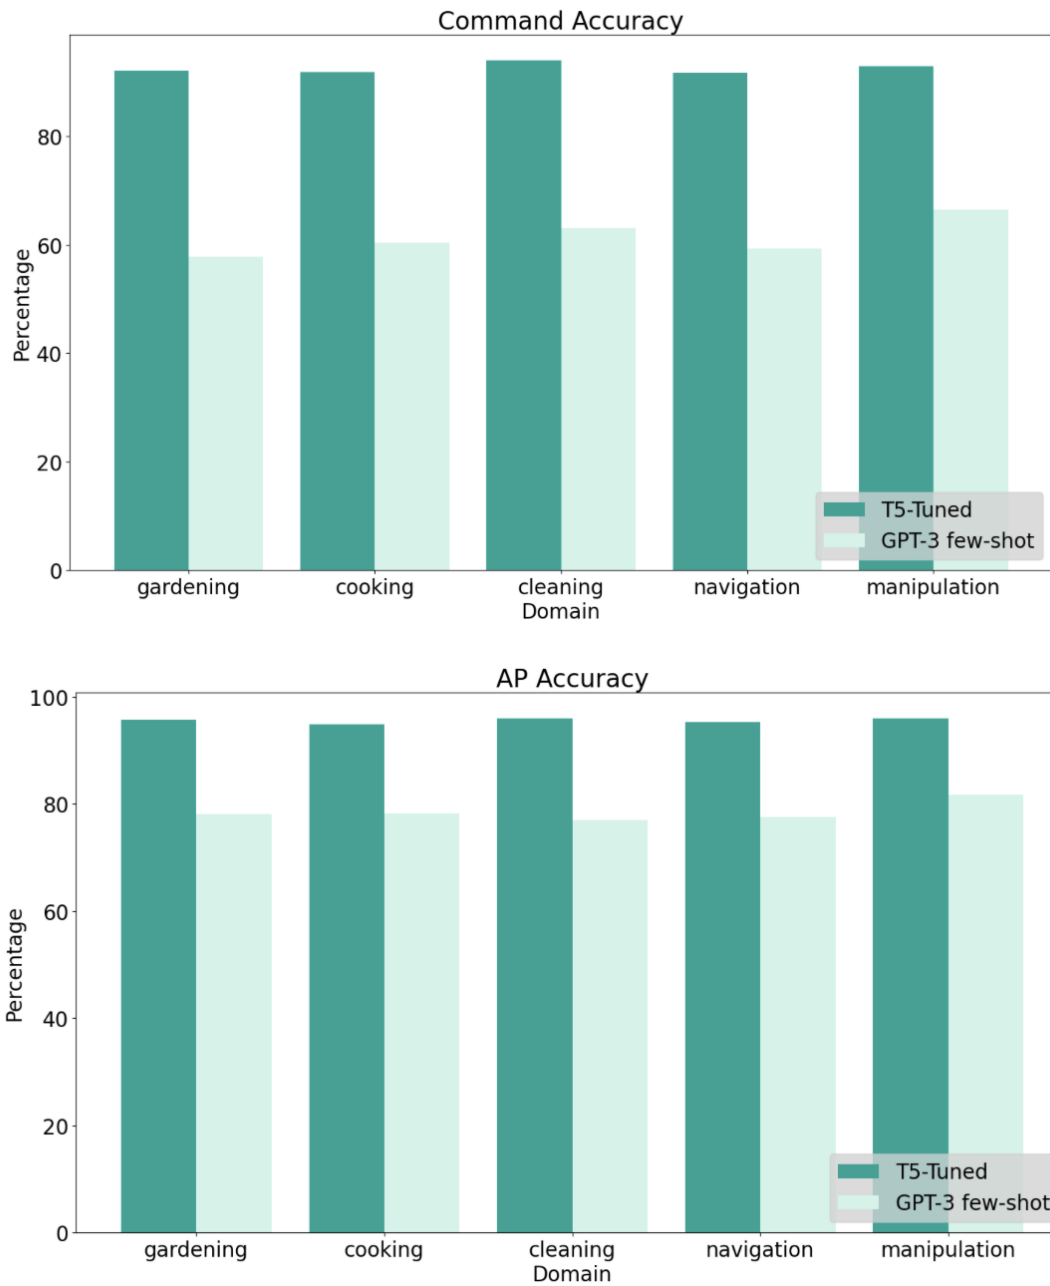 Command Accuracy
Percentage
80
60
40
20
0
gardening cooking cleaning navigation manipulation
Domain
T5-Tuned
GPT-3 few-shot
AP Accuracy
Percentage
100
80
60
40
20
0
gardening cooking cleaning navigation manipulation
Domain
T5-Tuned
GPT-3 few-shot